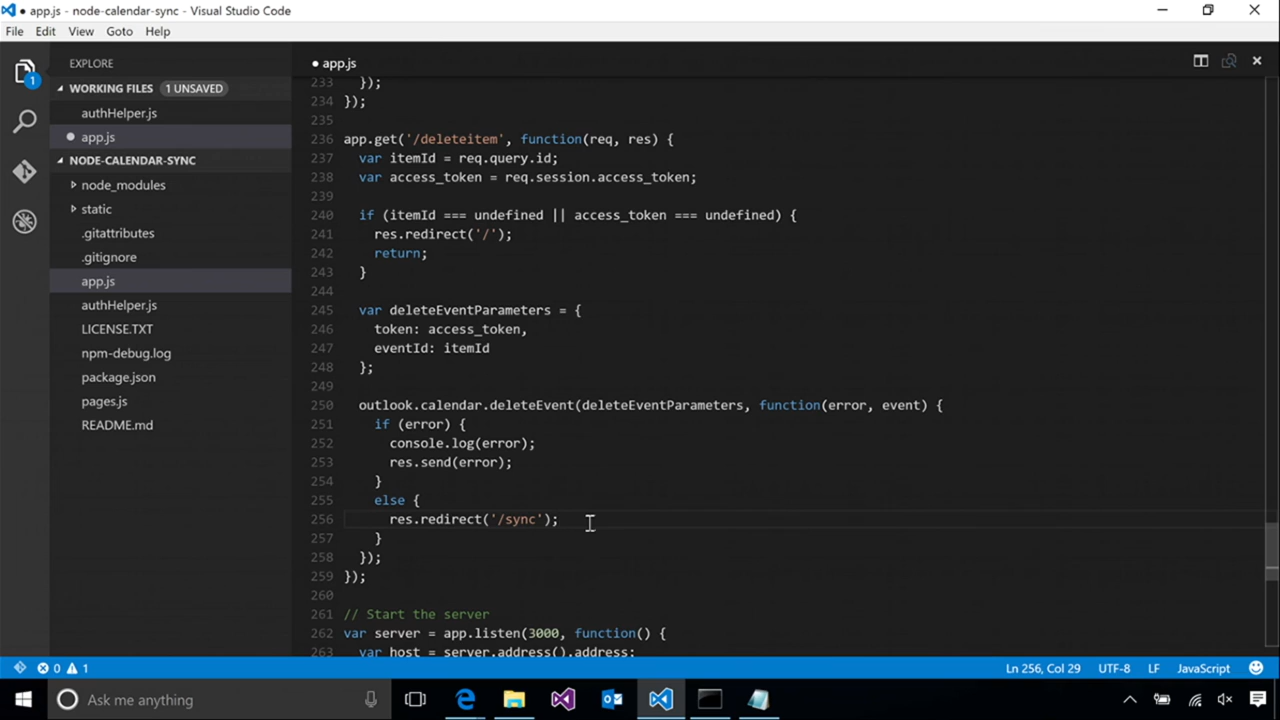 app.js - node-calendar-sync - Visual Studio Code
File Edit View Goto Help
EXPLORE
WORKING FILES 1 UNSAVED
authHelper.js
app.js
NODE-CALENDAR-SYNC
node_modules
static
.gitattributes
.gitignore
app.js
authHelper.js
LICENSE.TXT
npm-debug.log
package.json
pages.js
README.md
1
app.js
233 });
234 });
235
236 app.get('/deleteitem', function(req, res) {
237 var itemId = req.query.id;
238 var access_token = req.session.access_token;
239
240 if (itemId === undefined || access_token === undefined) {
241 res.redirect('/');
242 return;
243 }
244
245 var deleteEventParameters = {
246 token: access_token,
247 eventId: itemId
248 };
249
250 outlook.calendar.deleteEvent(deleteEventParameters, function(error, event) {
251 if (error) {
252 console.log(error);
253 res.send(error);
254 }
255 else {
256 res.redirect('/sync');
257 }
258 });
259 });
260
261 // Start the server
262 var server = app.listen(3000, function() {
263 var host = server.address().address;
0 1 Ln 256, Col 29 UTF-8 LF JavaScript
Ask me anything